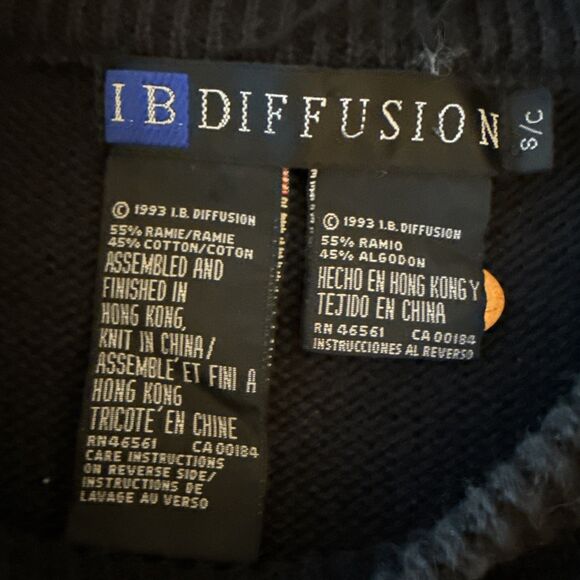 I.B. DIFFUSION
S/C
© 1993 I.B. DIFFUSION
55% RAMIE/RAMIE
45% COTTON/COTON
ASSEMBLED AND
FINISHED IN
HONG KONG,
KNIT IN CHINA/
ASSEMBLÉ ET FINI A
HONG KONG
TRICOTÉ EN CHINE
RN46561 CA 00184
CARE INSTRUCTIONS
ON REVERSE SIDE/
INSTRUCTIONS DE
LAVAGE AU VERSO
© 1993 I.B. DIFFUSION
55% RAMIO
45% ALGODON
HECHO EN HONG KONG Y
TEJIDO EN CHINA
RN 46561 CA 00184
INSTRUCCIONES AL REVERSO